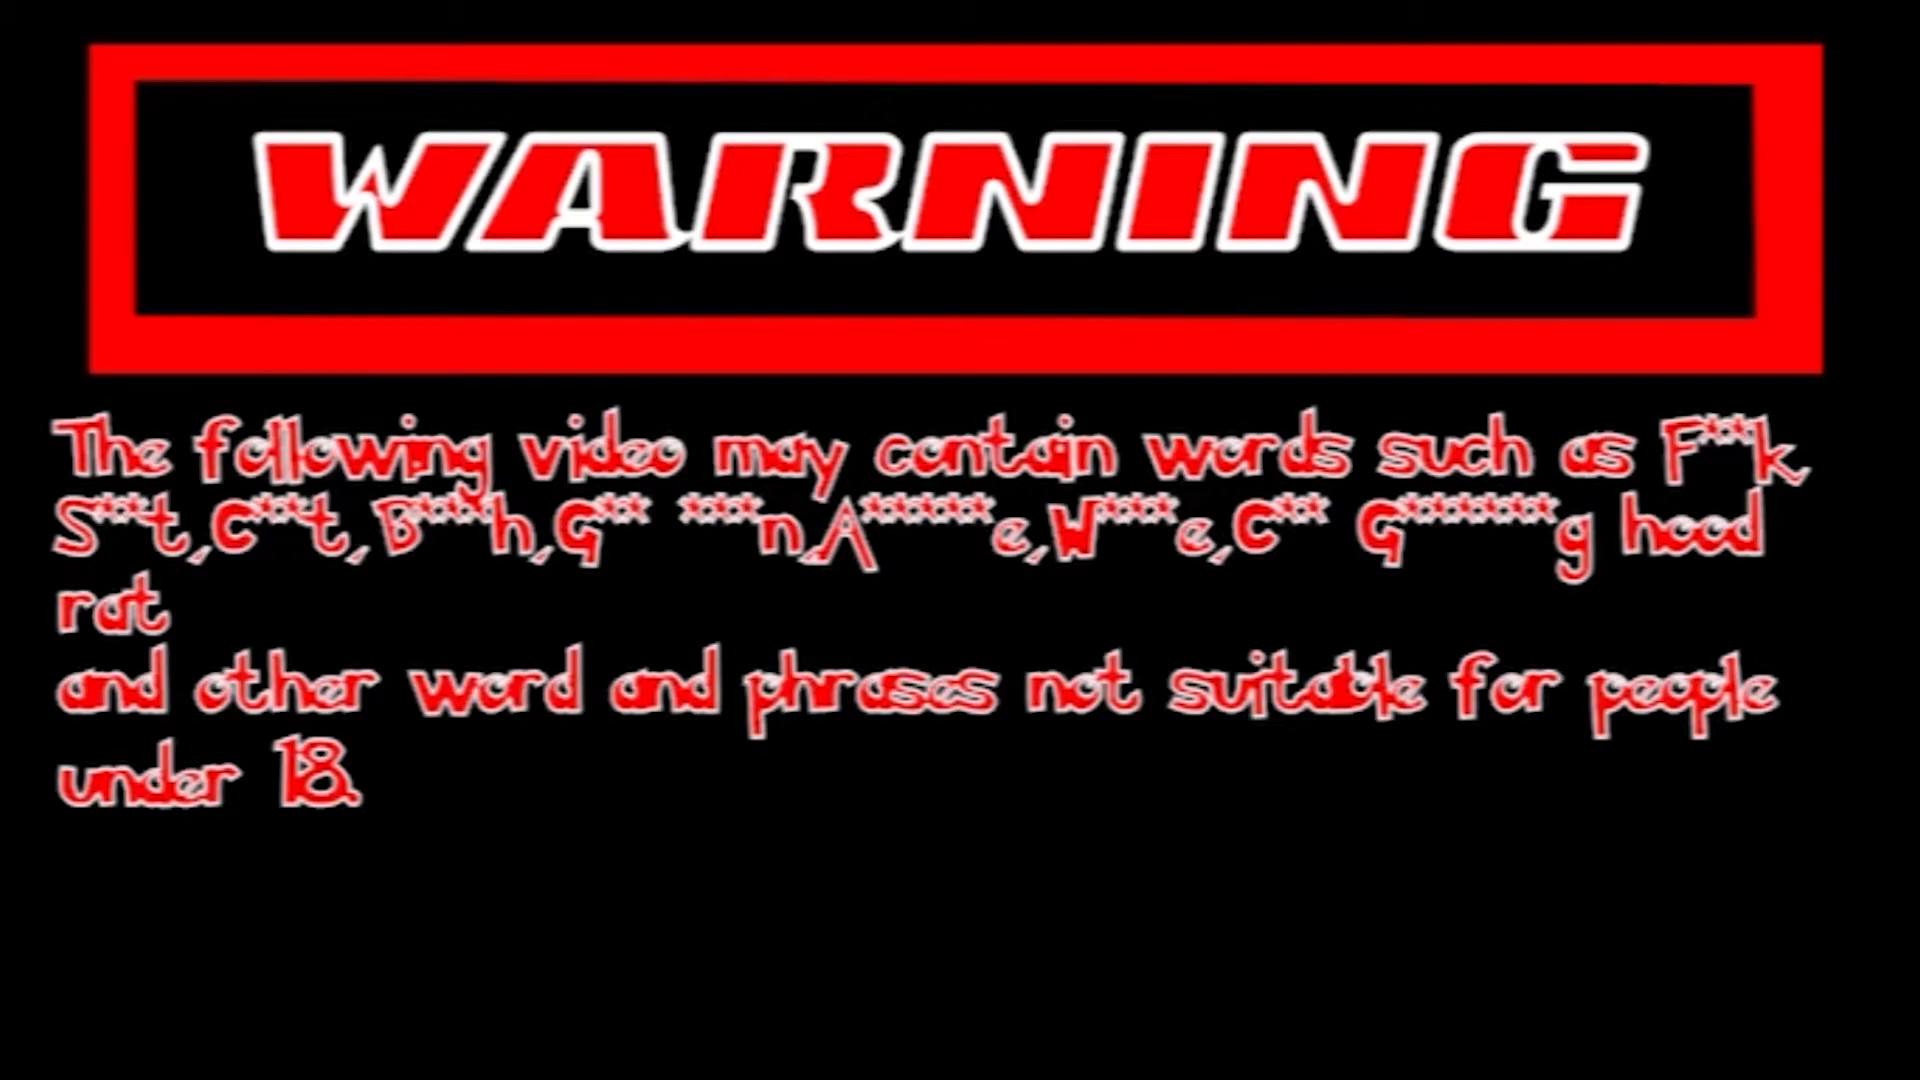 WARNING
The following video may contain words such as F**k,
S***t,C***t, B****h,G** ****n,A*******e,W****e,C*** G********g hood
rat
and other word and phrases not suitable for people
under 18.